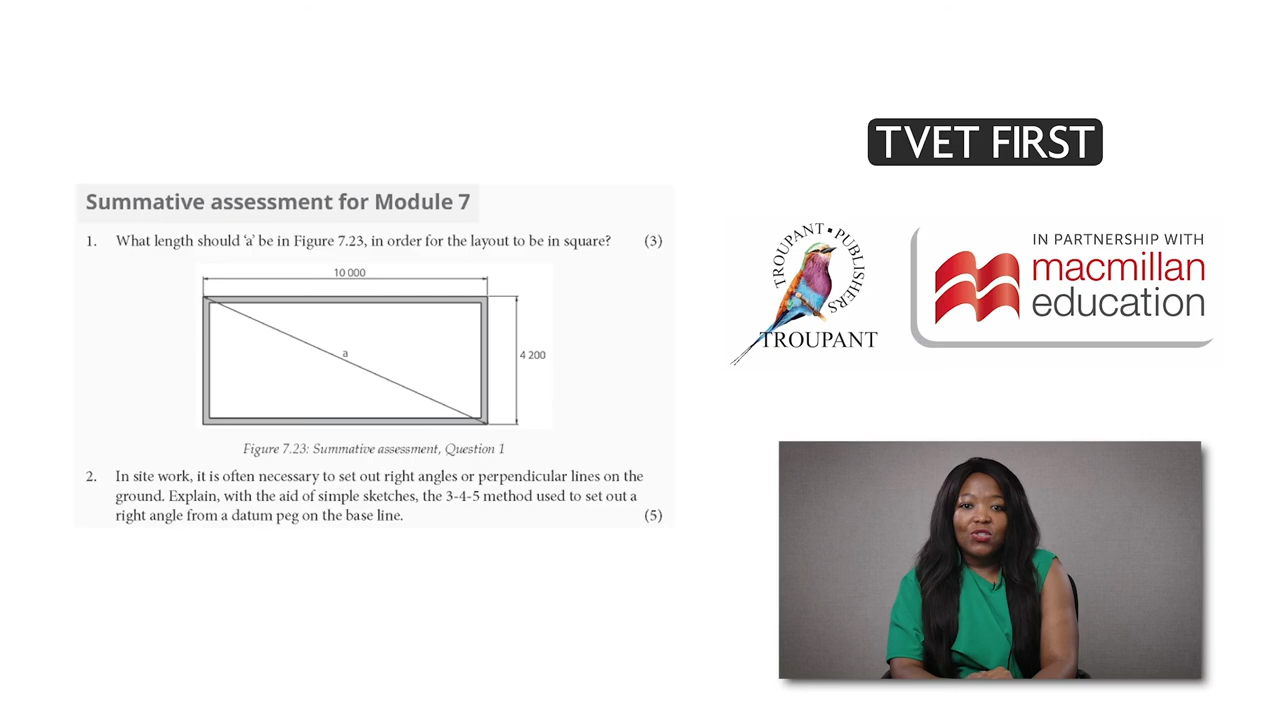 TVET FIRST
Summative assessment for Module 7
1. What length should ‘a’ be in Figure 7.23, in order for the layout to be in square? (3)
10 000
a
4 200
Figure 7.23: Summative assessment, Question 1
2. In site work, it is often necessary to set out right angles or perpendicular lines on the
ground. Explain, with the aid of simple sketches, the 3-4-5 method used to set out a
right angle from a datum peg on the base line. (5)
TROUPANT PUBLISHERS
TROUPANT
IN PARTNERSHIP WITH
macmillan
education